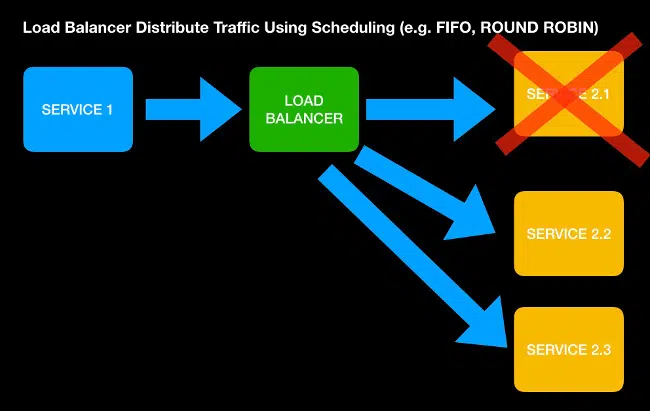 Load Balancer Distribute Traffic Using Scheduling (e.g. FIFO, ROUND ROBIN)
SERVICE 1
LOAD
BALANCER
SERVICE 2.1
SERVICE 2.2
SERVICE 2.3